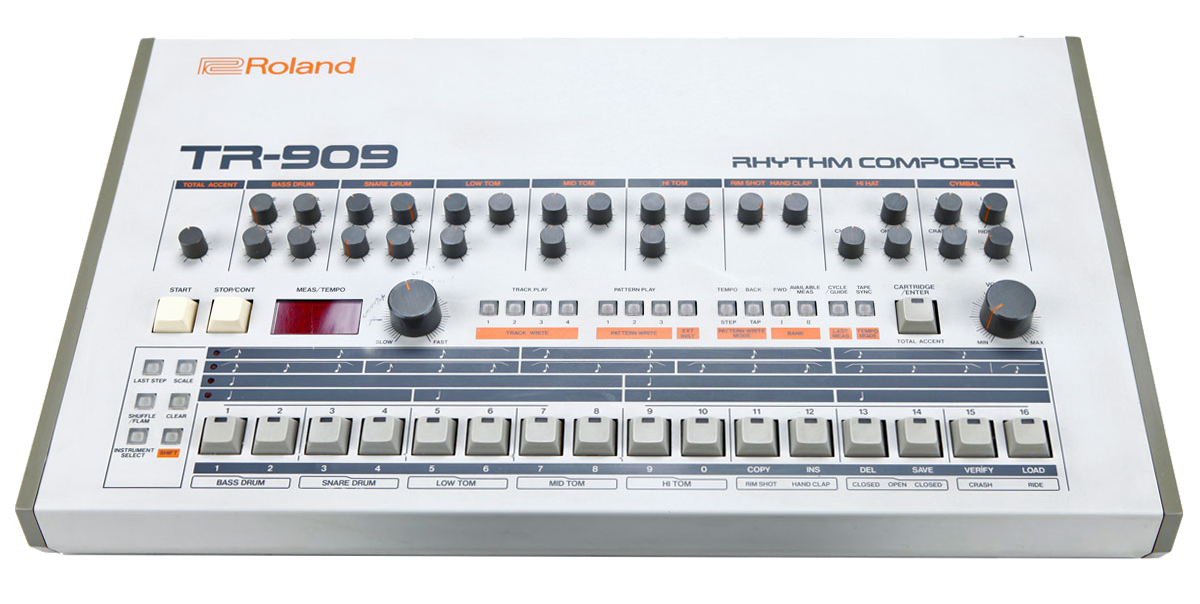 Roland
TR-909
RHYTHM COMPOSER
TOTAL ACCENT BASS DRUM SNARE DRUM LOW TOM MID TOM HI TOM RIM SHOT HAND CLAP HI HAT CYMBAL
START STOP/CONT MEAS/TEMPO
SLOW FAST
TRACK PLAY
1 2 3 4
TRACK WRITE
PATTERN PLAY
1 2 3
PATTERN WRITE
EXT INST
TEMPO BACK FWD AVAILABLE MEAS CYCLE /GUIDE TAPE SYNC
STEP TAP I II
PATTERN WRITE MODE
BANK
LAST MEAS
TEMPO MODE
CARTRIDGE
/ENTER
TOTAL ACCENT
MIN MAX
LAST STEP SCALE
SHUFFLE /FLAM CLEAR
INSTRUMENT SELECT SHIFT
1 2 3 4 5 6 7 8 9 10 11 12 13 14 15 16
1 2 3 4 5 6 7 8 9 0 COPY INS DEL SAVE VERIFY LOAD
BASS DRUM SNARE DRUM LOW TOM MID TOM HI TOM RIM SHOT HAND CLAP CLOSED OPEN CLOSED CRASH RIDE